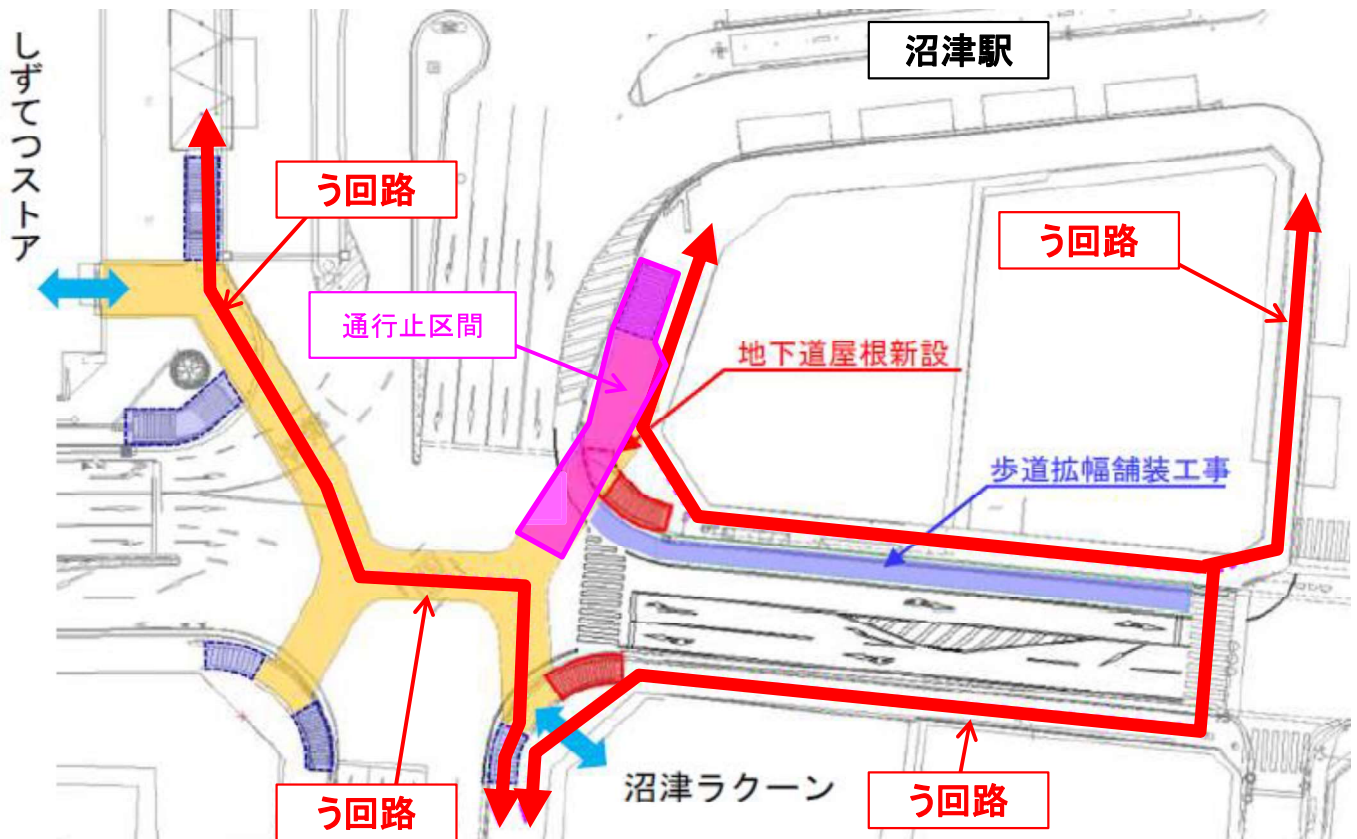 沼津駅
しずてつストア
う回路
う回路
通行止区間
地下道屋根新設
歩道拡幅舗装工事
沼津ラクーン
う回路
う回路